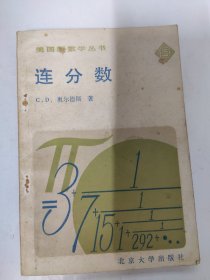 美国新数学丛书
连分数
C．D．奥尔德斯 著
π
=3+1
7+1
15+1
1+1
292+...
北京大学出版社